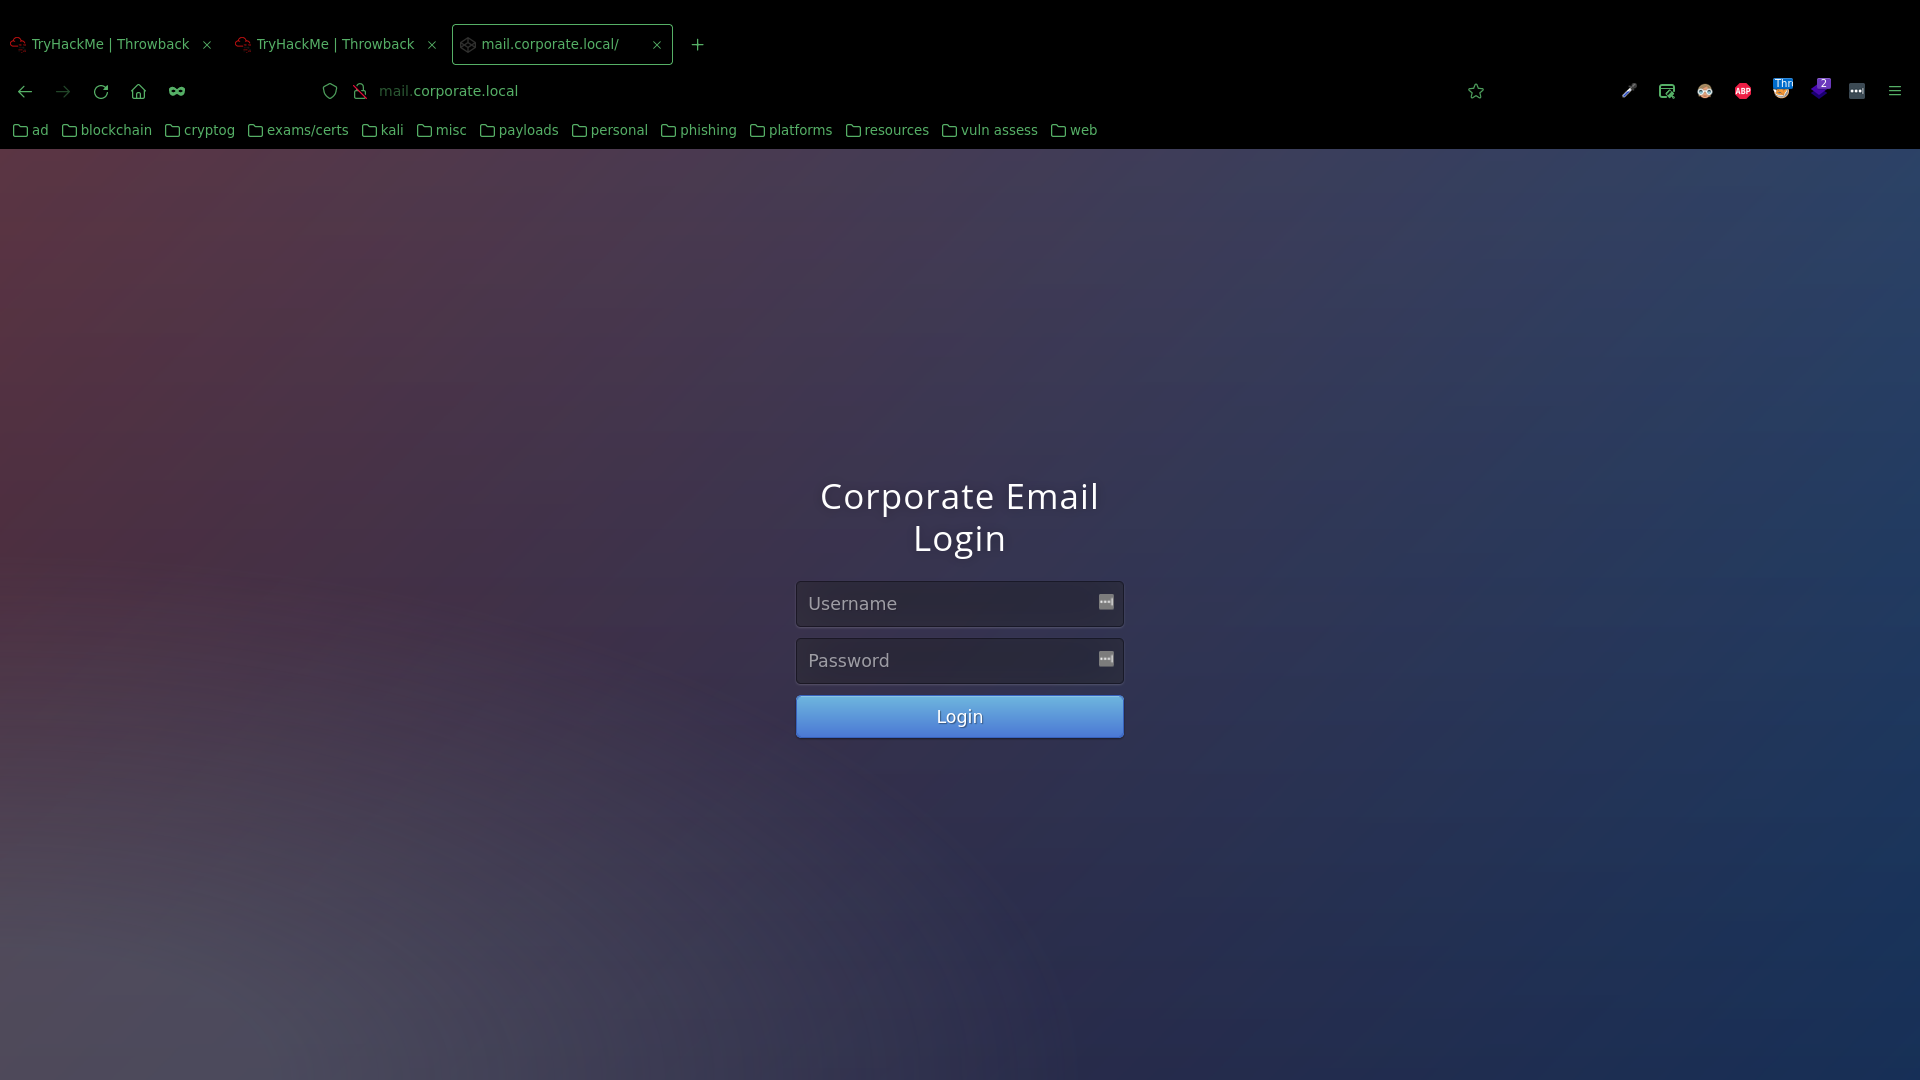 TryHackMe | Throwback
TryHackMe | Throwback
mail.corporate.local/
mail.corporate.local
ABP
Thr
2
ad
blockchain
cryptog
exams/certs
kali
misc
payloads
personal
phishing
platforms
resources
vuln assess
web
Corporate Email
Login
Username
Password
Login